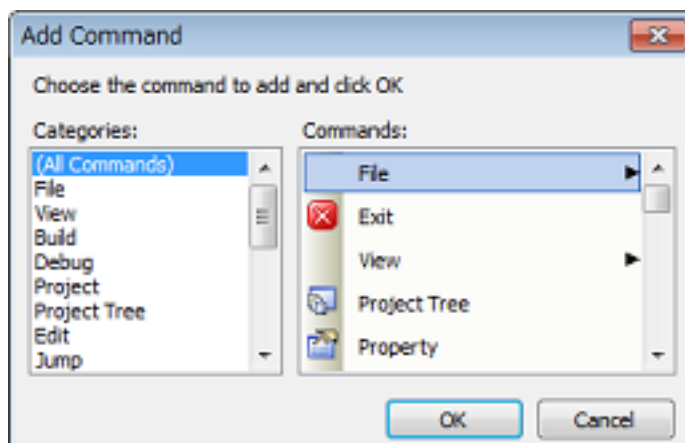 Add Command
Choose the command to add and click OK
Categories:
(All Commands)
File
View
Build
Debug
Project
Project Tree
Edit
Jump
Commands:
File
Exit
View
Project Tree
Property
OK
Cancel